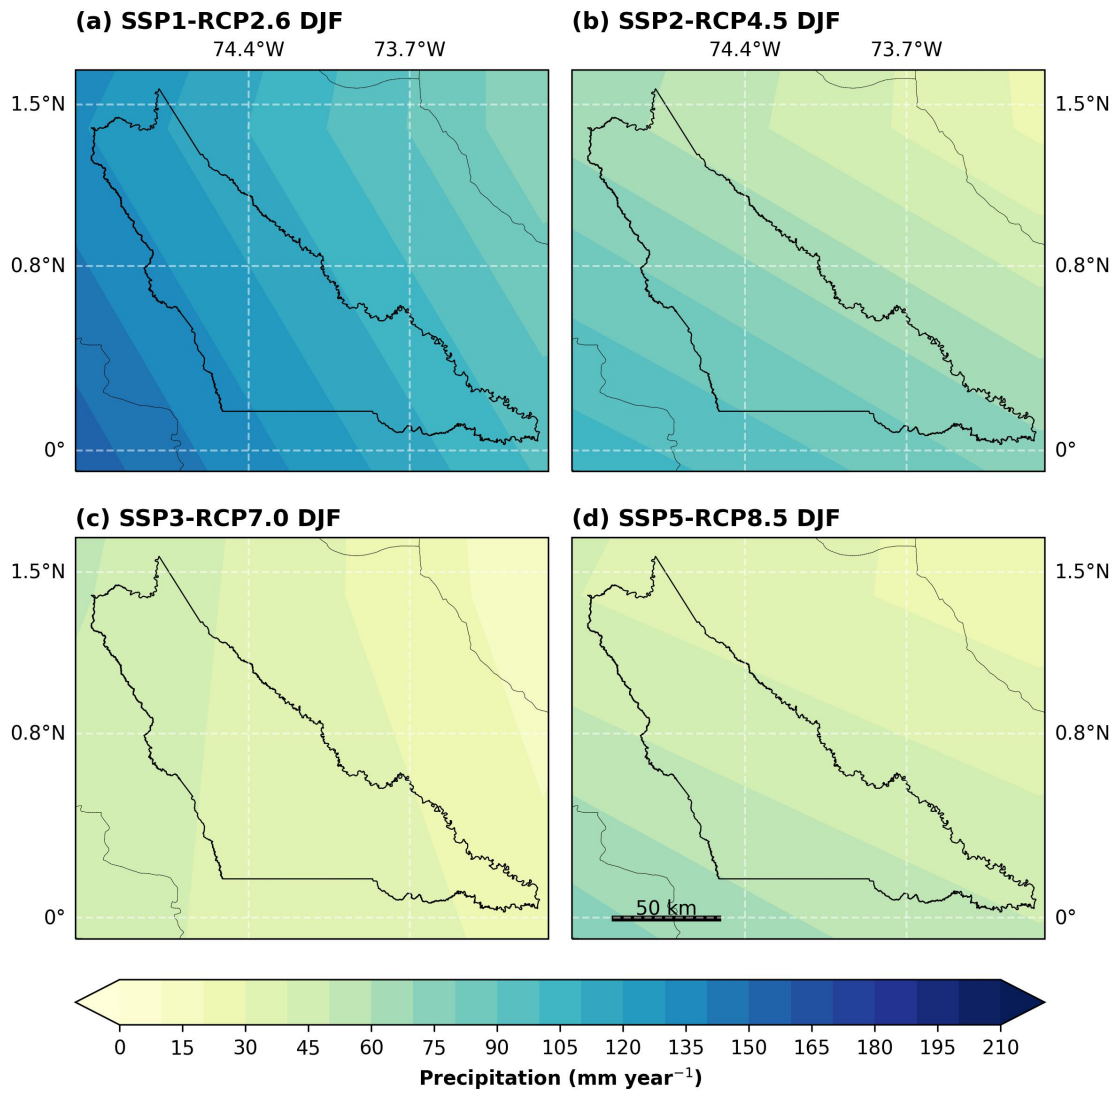 (a) SSP1-RCP2.6 DJF
(b) SSP2-RCP4.5 DJF
74.4°W 73.7°W
74.4°W 73.7°W
1.5°N
1.5°N
0.8°N
0.8°N
0°
0°
(c) SSP3-RCP7.0 DJF
(d) SSP5-RCP8.5 DJF
1.5°N
1.5°N
0.8°N
0.8°N
50 km
0°
0°
0 15 30 45 60 75 90 105 120 135 150 165 180 195 210
Precipitation (mm year⁻¹)